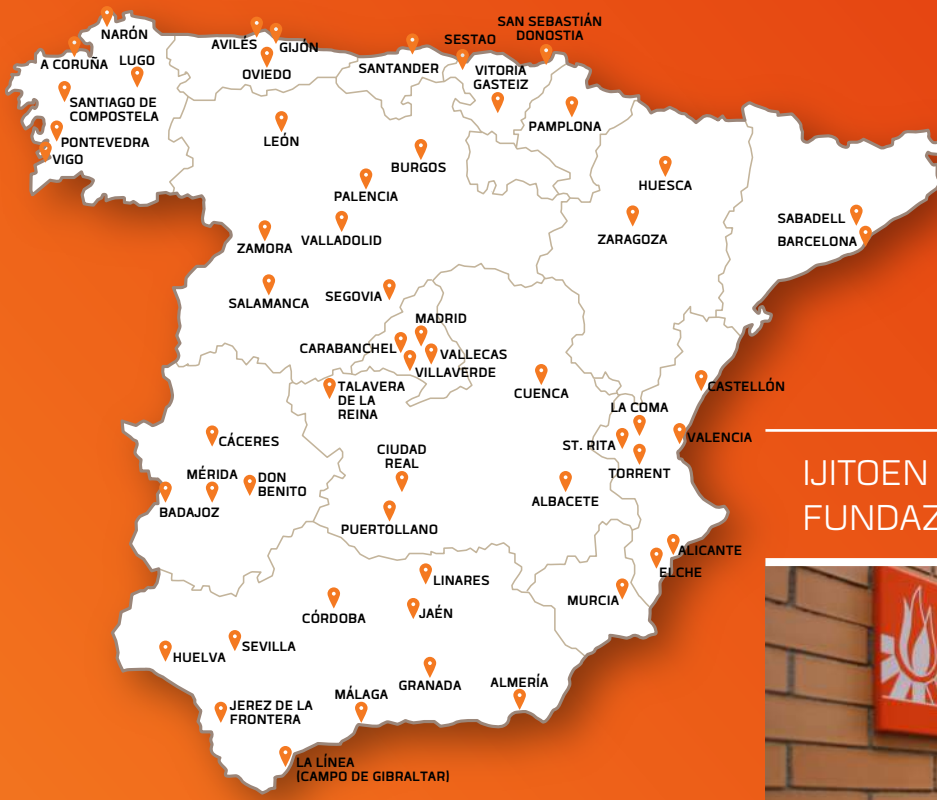 NARÓN
A CORUÑA
LUGO
SANTIAGO DE
COMPOSTELA
PONTEVEDRA
VIGO
AVILÉS
GIJÓN
OVIEDO
SANTANDER
SESTAO
SAN SEBASTIÁN
DONOSTIA
VITORIA
GASTEIZ
PAMPLONA
LEÓN
BURGOS
PALENCIA
HUESCA
ZARAGOZA
SABADELL
BARCELONA
ZAMORA
VALLADOLID
SALAMANCA
SEGOVIA
MADRID
CARABANCHEL
VALLECAS
VILLAVERDE
TALAVERA
DE LA
REINA
CUENCA
CASTELLÓN
LA COMA
ST. RITA
VALENCIA
TORRENT
CÁCERES
MÉRIDA
DON
BENITO
BADAJOZ
CIUDAD
REAL
PUERTOLLANO
ALBACETE
ALICANTE
ELCHE
MURCIA
LINARES
CÓRDOBA
JAÉN
HUELVA
SEVILLA
GRANADA
ALMERÍA
JEREZ DE LA
FRONTERA
MÁLAGA
LA LÍNEA
(CAMPO DE GIBRALTAR)
IJITOEN
FUNDAZ